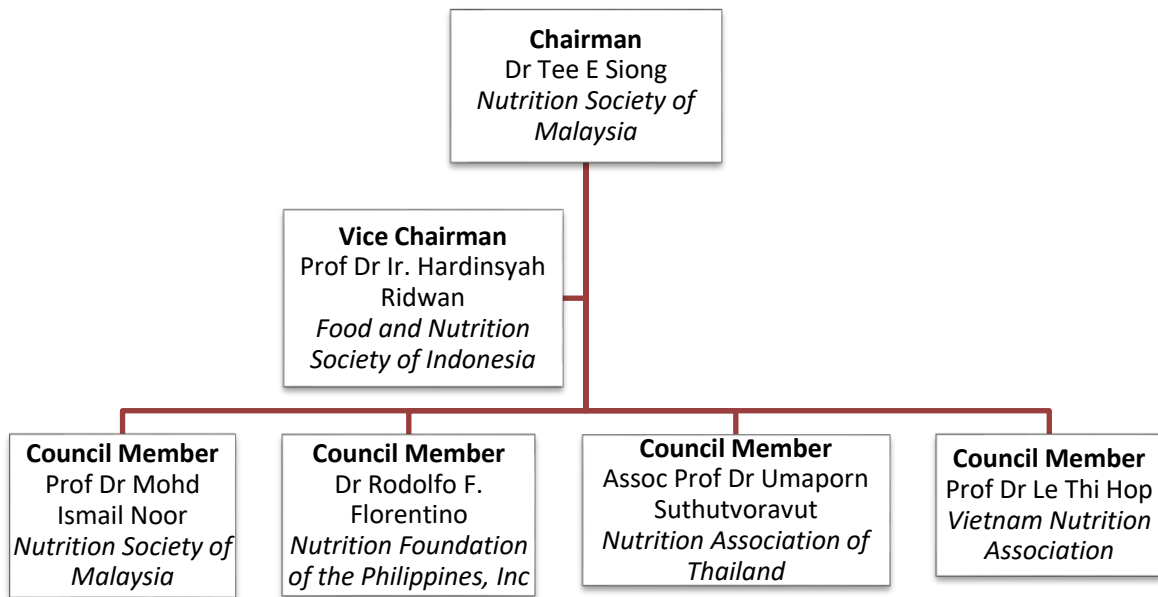 Chairman
Dr Tee E Siong
Nutrition Society of
Malaysia
Vice Chairman
Prof Dr Ir. Hardinsyah
Ridwan
Food and Nutrition
Society of Indonesia
Council Member
Prof Dr Mohd
Ismail Noor
Nutrition Society of
Malaysia
Council Member
Dr Rodolfo F.
Florentino
Nutrition Foundation
of the Philippines, Inc
Council Member
Assoc Prof Dr Umaporn
Suthutvoravut
Nutrition Association of
Thailand
Council Member
Prof Dr Le Thi Hop
Vietnam Nutrition
Association